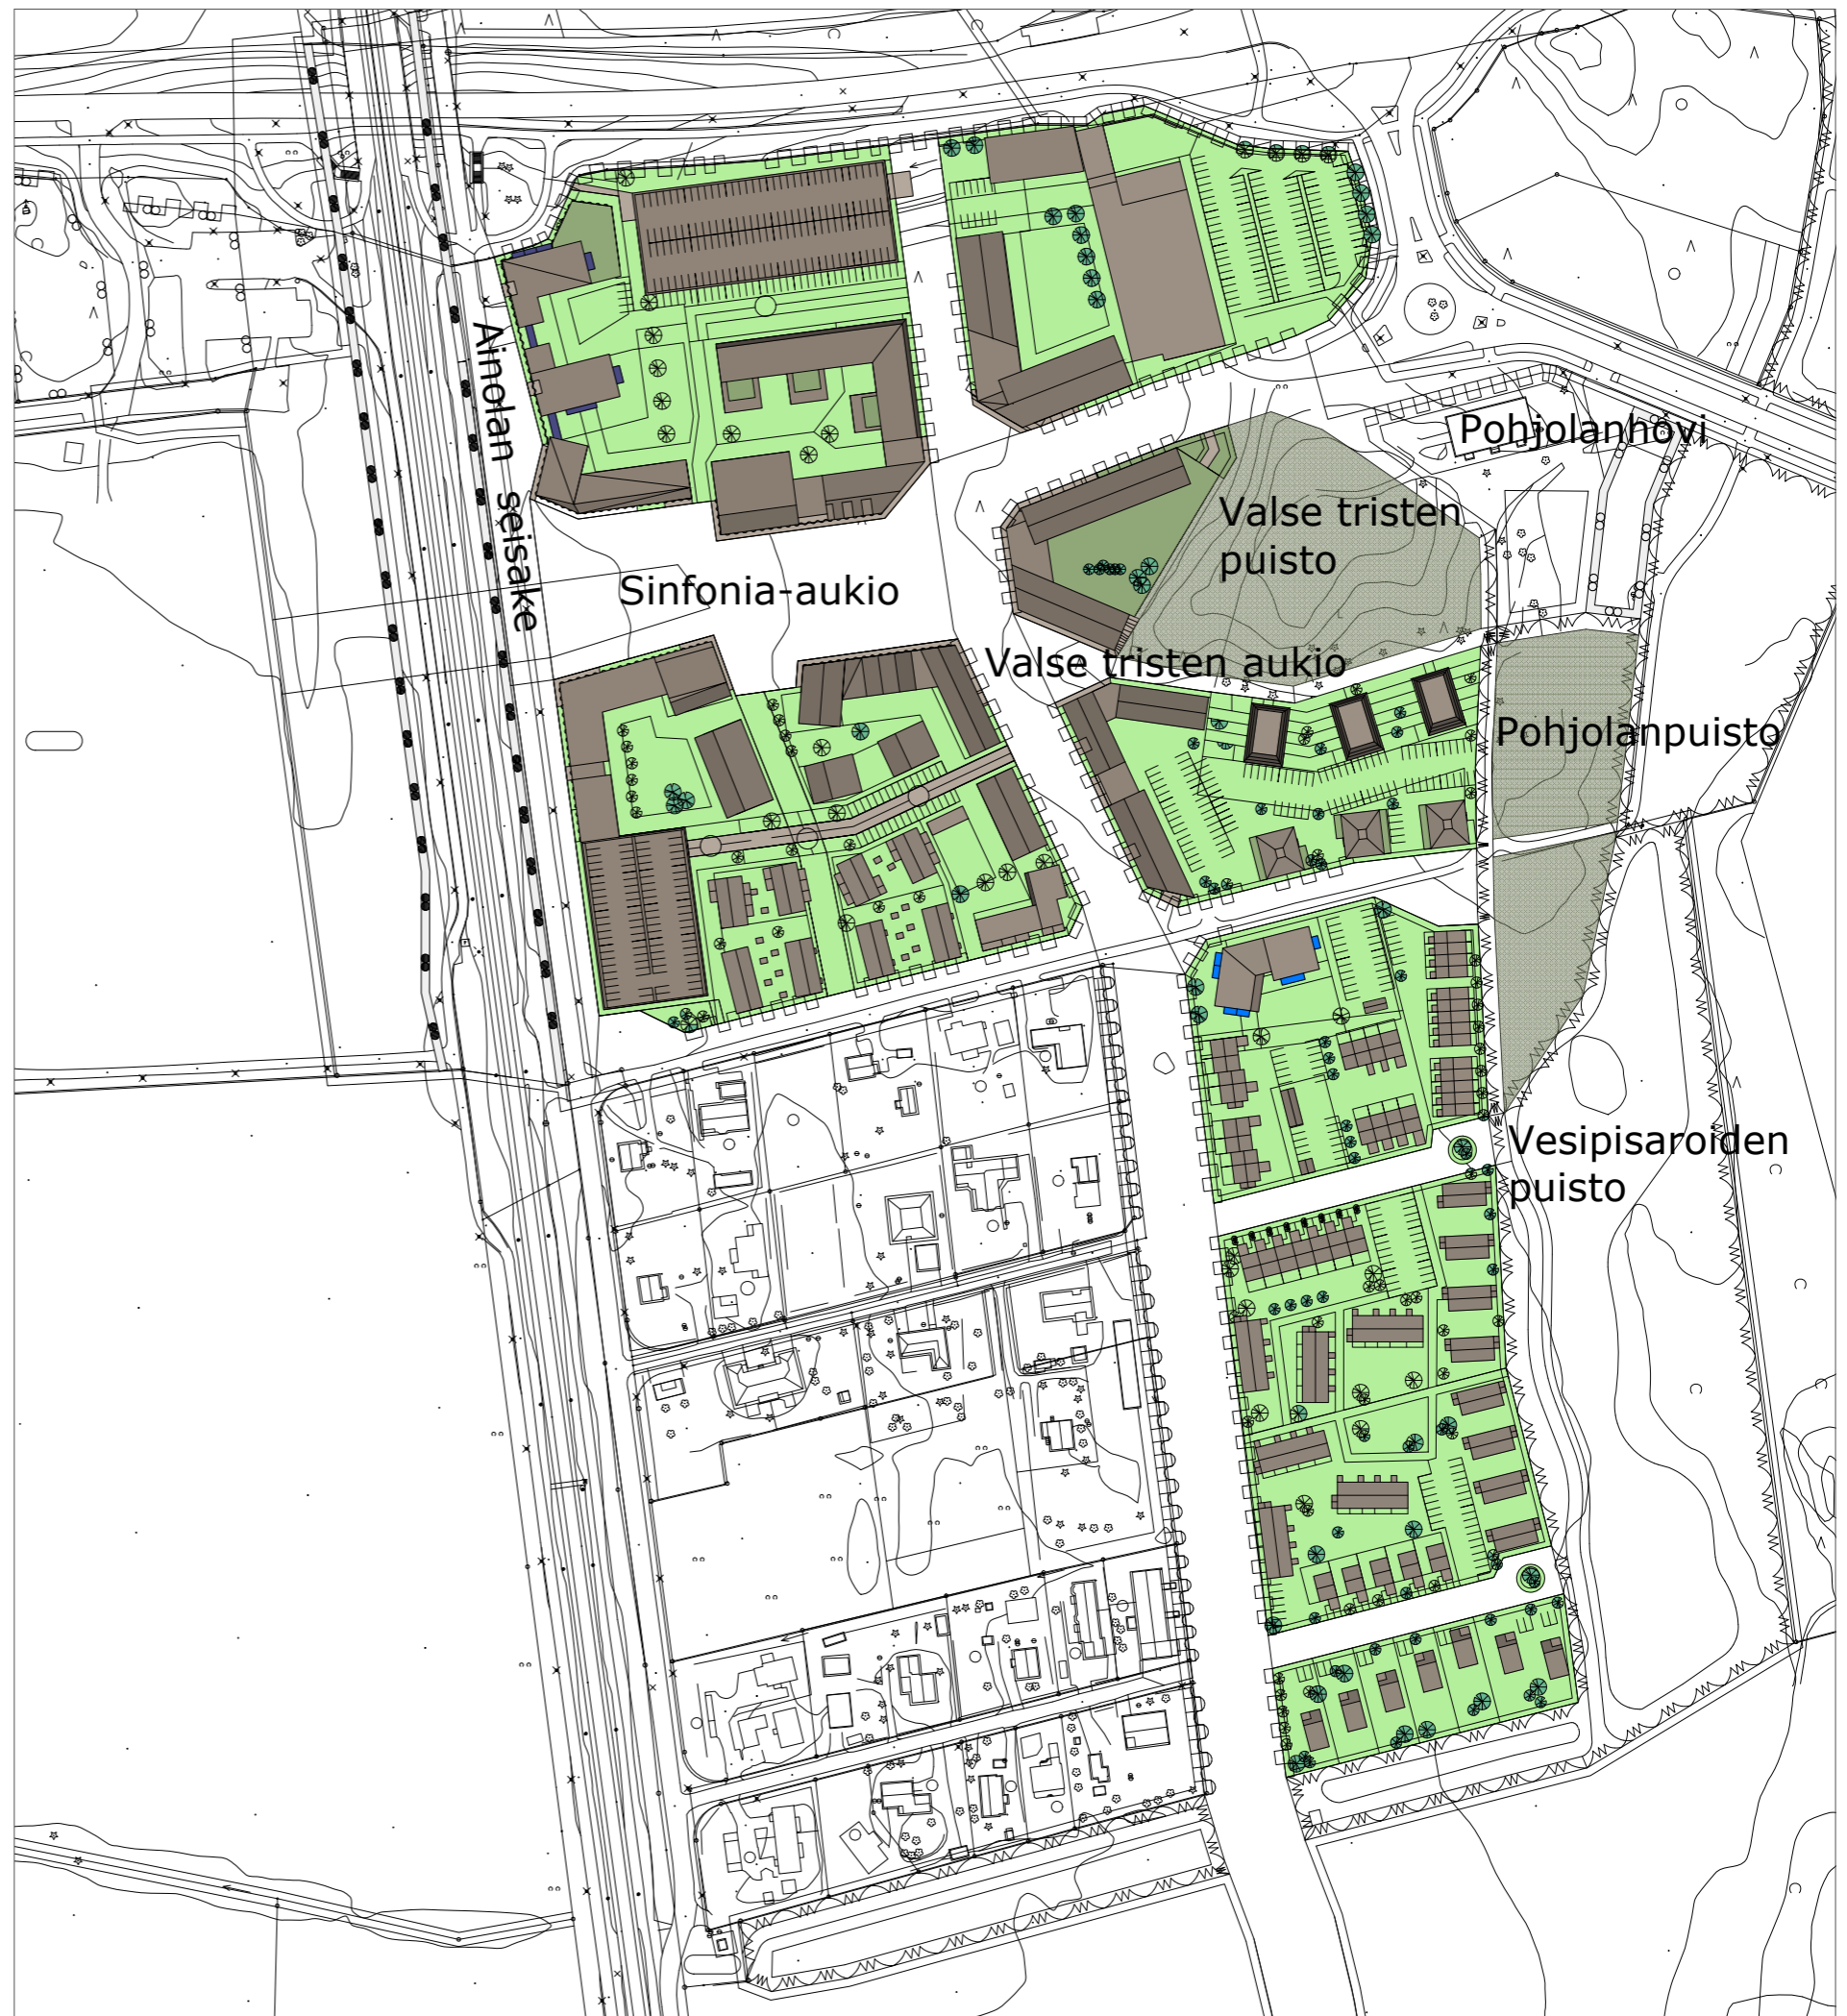 Ainolan seisake
Pohjolanhovi
Valse tristen
puisto
Sinfonia-aukio
Valse tristen aukio
Pohjolanpuisto
Vesipisaroiden
puisto